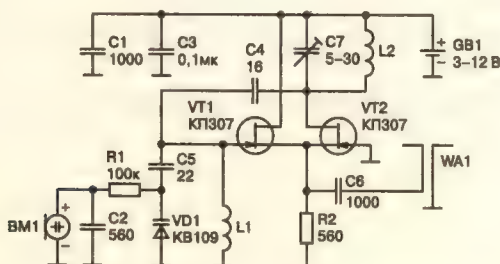 C1
1000
C3
0,1мк
C4
16
C7
5–30
L2
+
–
GB1
3–12 В
VT1
КП307
VT2
КП307
R1
100к
C5
22
C6
1000
WA1
BM1
+
–
C2
560
VD1
КВ109
L1
R2
560